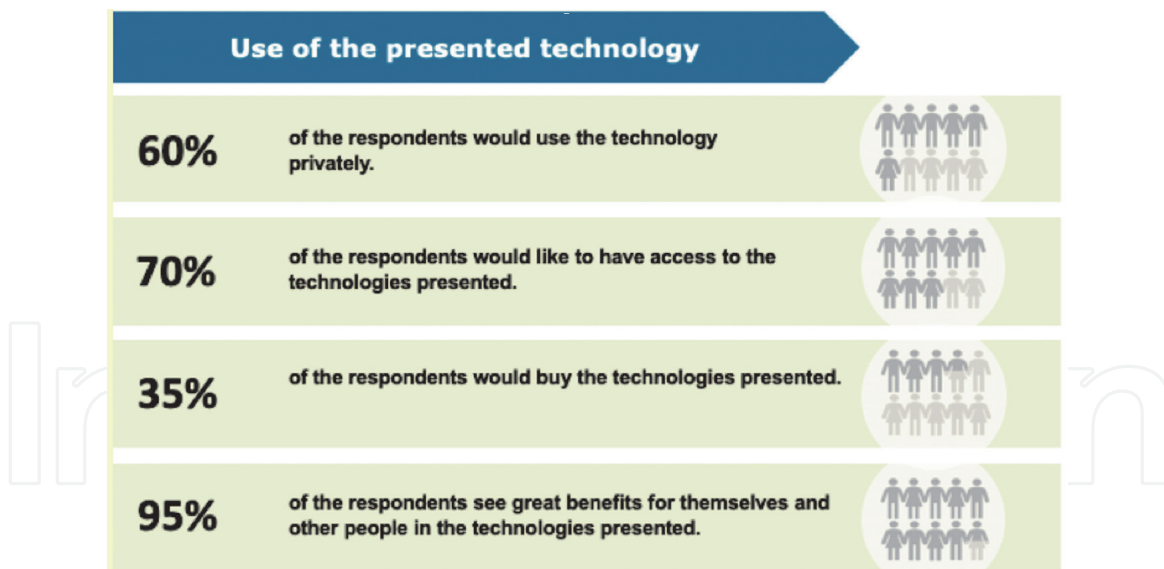 Use of the presented technology
60%
of the respondents would use the technology
privately.
70%
of the respondents would like to have access to the
technologies presented.
35%
of the respondents would buy the technologies presented.
95%
of the respondents see great benefits for themselves and
other people in the technologies presented.